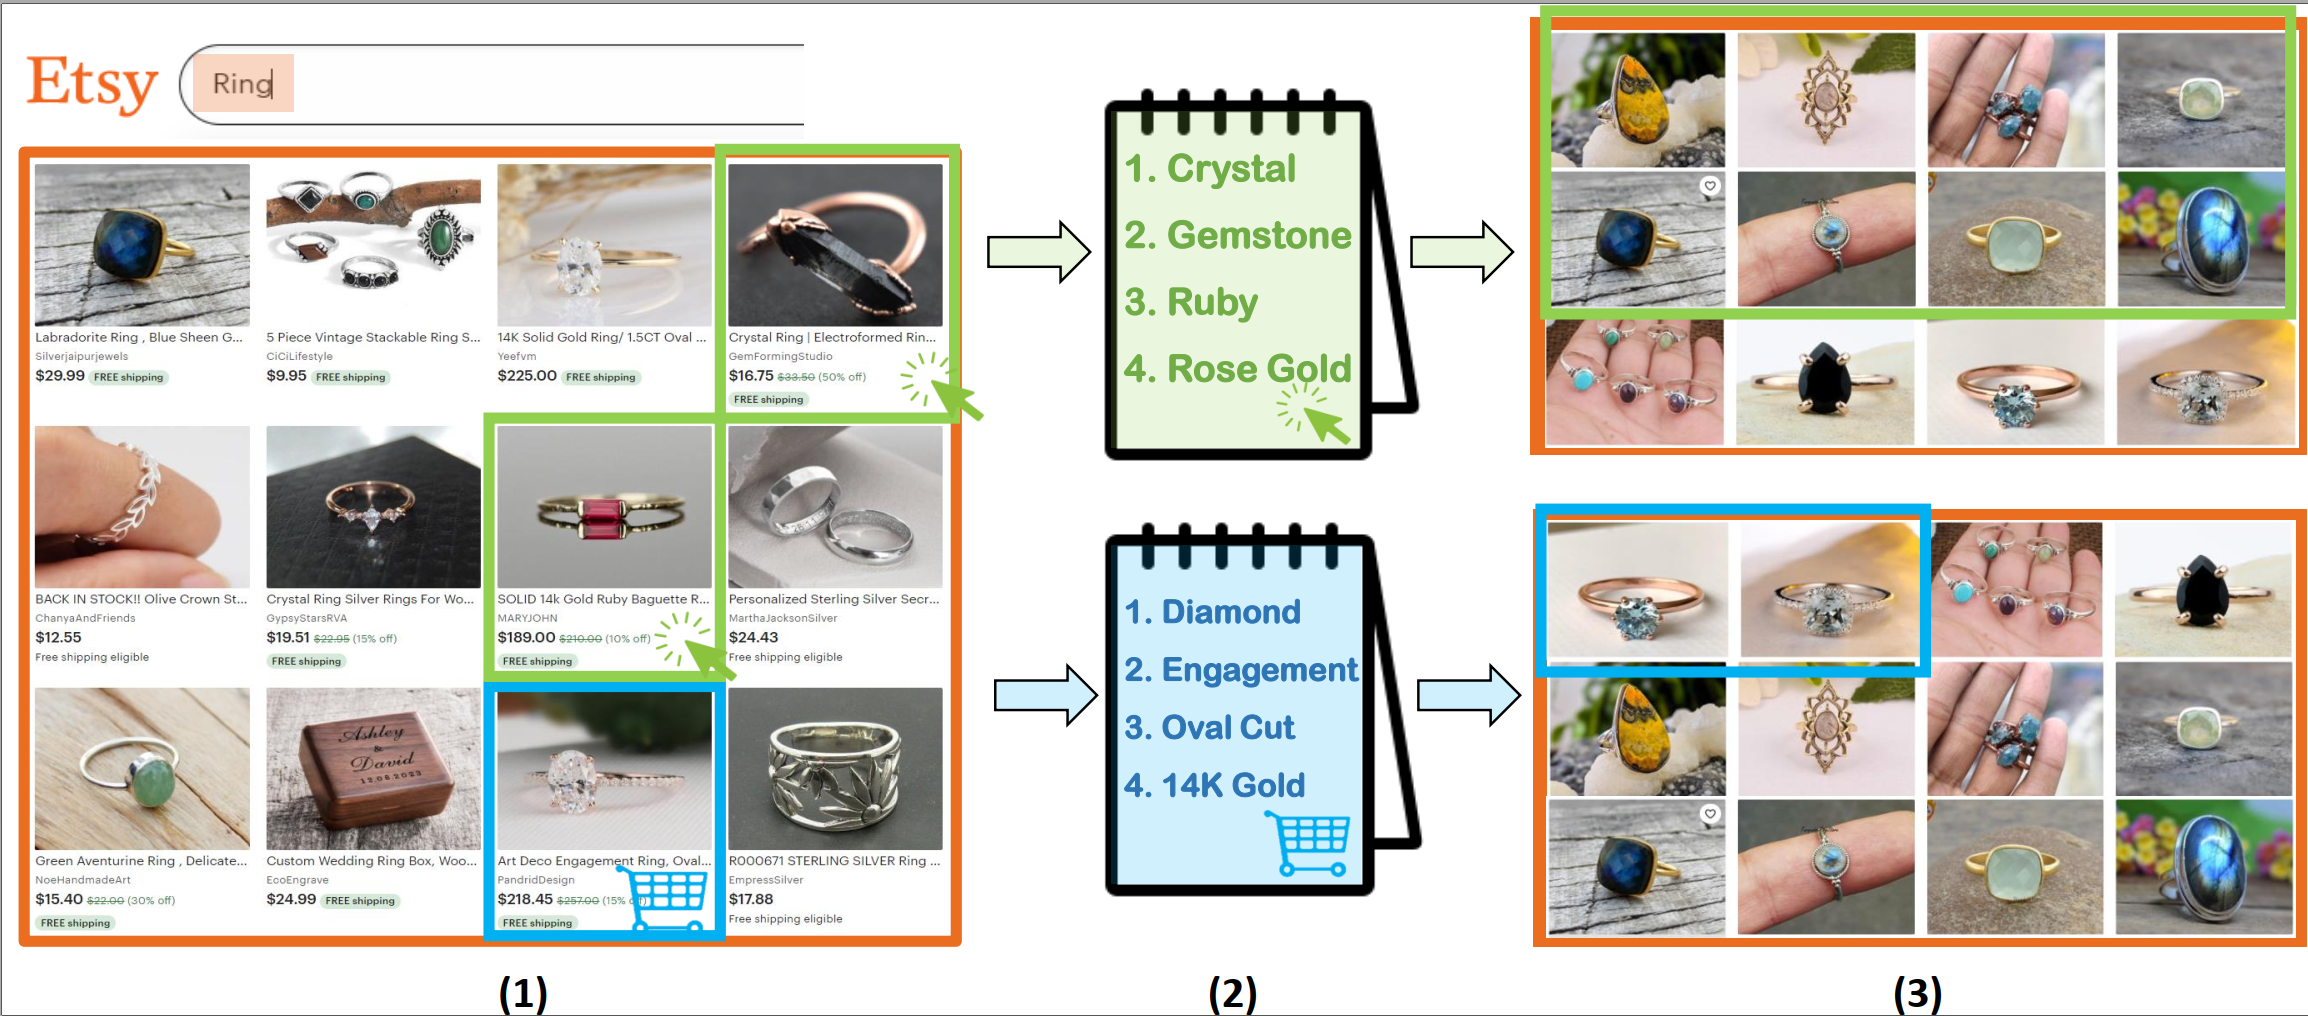 Etsy
Ring
Labradorite Ring , Blue Sheen G...
Silverjaipurjewels
$29.99 FREE shipping
5 Piece Vintage Stackable Ring S...
CiCiLifestyle
$9.95 FREE shipping
14K Solid Gold Ring/ 1.5CT Oval ...
Yeefvm
$225.00 FREE shipping
Crystal Ring | Electroformed Rin...
GemFormingStudio
$16.75 $33.50 (50% off)
FREE shipping
BACK IN STOCK!! Olive Crown St...
ChanyaAndFriends
$12.55
Free shipping eligible
Crystal Ring Silver Rings For Wo...
GypsyStarsRVA
$19.51 $22.95 (15% off)
FREE shipping
SOLID 14k Gold Ruby Baguette R...
MARYJOHN
$189.00 $210.00 (10% off)
FREE shipping
Personalized Sterling Silver Secr...
MarthaJacksonSilver
$24.43
Free shipping eligible
Green Aventurine Ring , Delicate...
NoeHandmadeArt
$15.40 $22.00 (30% off)
FREE shipping
Ashley
&
David
12.08.2023
Custom Wedding Ring Box, Woo...
EcoEngrave
$24.99 FREE shipping
Art Deco Engagement Ring, Oval...
PandridDesign
$218.45 $257.00 (15% off)
FREE shipping
R000671 STERLING SILVER Ring ...
EmpressSilver
$17.88
Free shipping eligible
(1)
1. Crystal
2. Gemstone
3. Ruby
4. Rose Gold
1. Diamond
2. Engagement
3. Oval Cut
4. 14K Gold
(2)
(3)